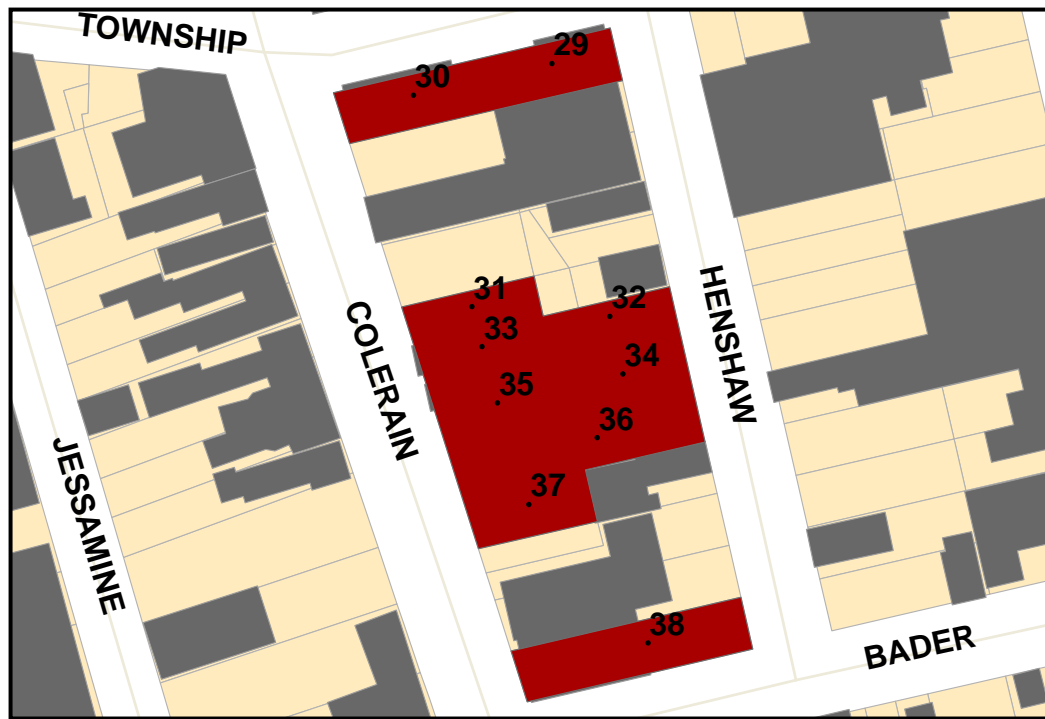 TOWNSHIP
29
30
31
32
33
34
35
36
37
38
COLERAIN
HENSHAW
JESSAMINE
BADER